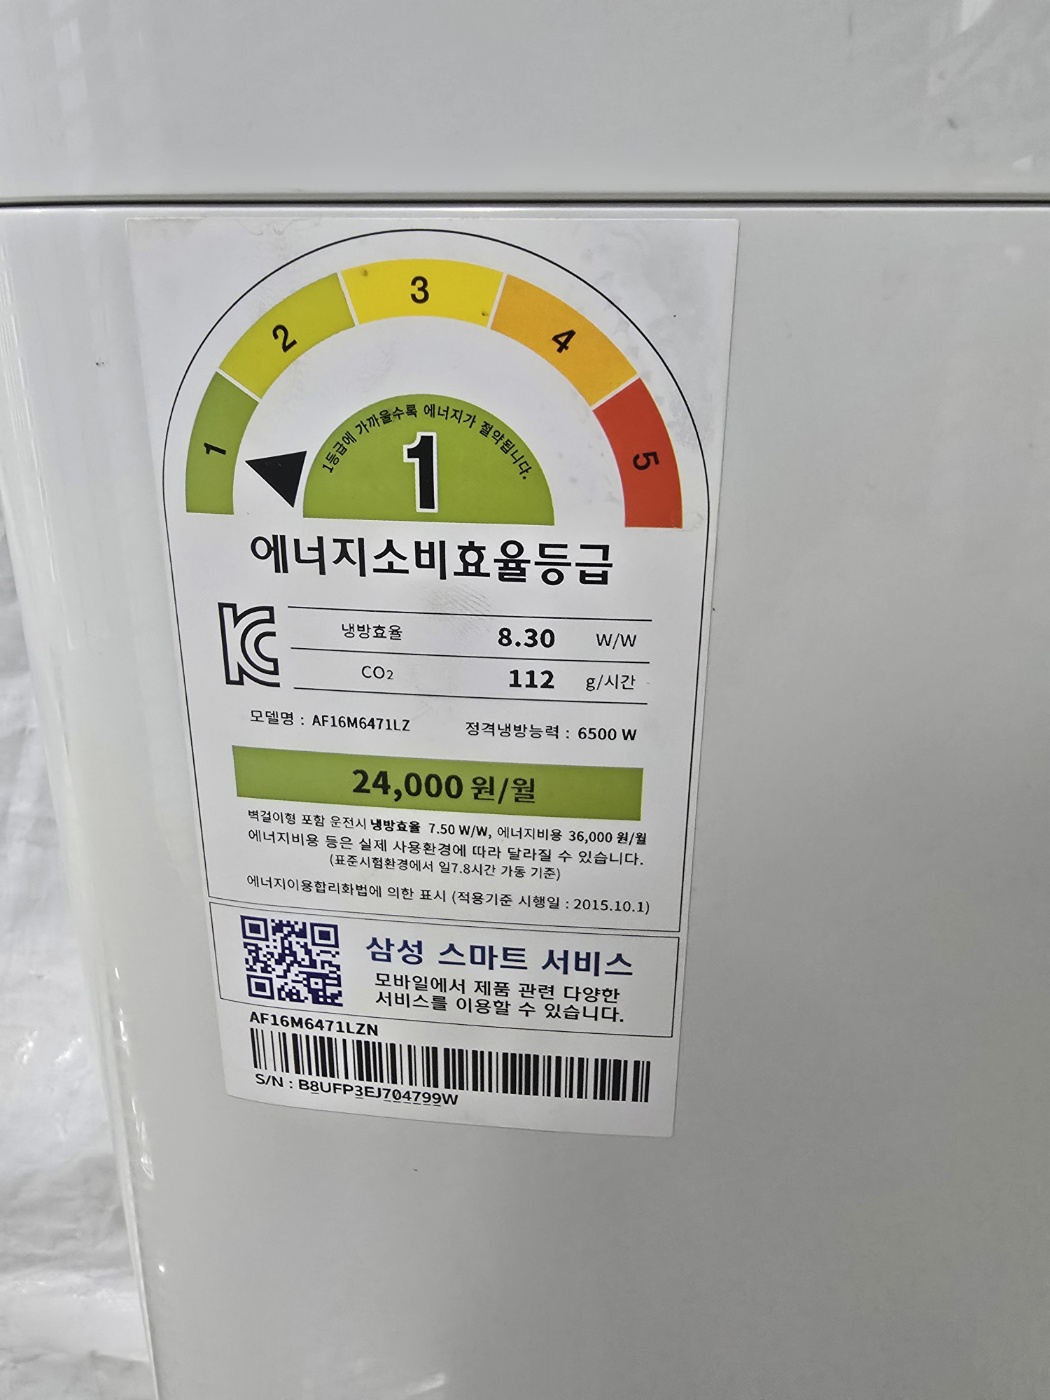 1
2
3
4
5
1등급에 가까울수록 에너지가 절약됩니다.
1
에너지소비효율등급
냉방효율 8.30 W/W
CO2 112 g/시간
모델명 : AF16M6471LZ 정격냉방능력 : 6500 W
24,000 원/월
벽걸이형 포함 운전시 냉방효율 7.50 W/W, 에너지비용 36,000 원/월
에너지비용 등은 실제 사용환경에 따라 달라질 수 있습니다.
(표준시험환경에서 일7.8시간 가동 기준)
에너지이용합리화법에 의한 표시 (적용기준 시행일 : 2015.10.1)
삼성 스마트 서비스
모바일에서 제품 관련 다양한
서비스를 이용할 수 있습니다.
AF16M6471LZN
S/N : B8UFP3EJ704799W